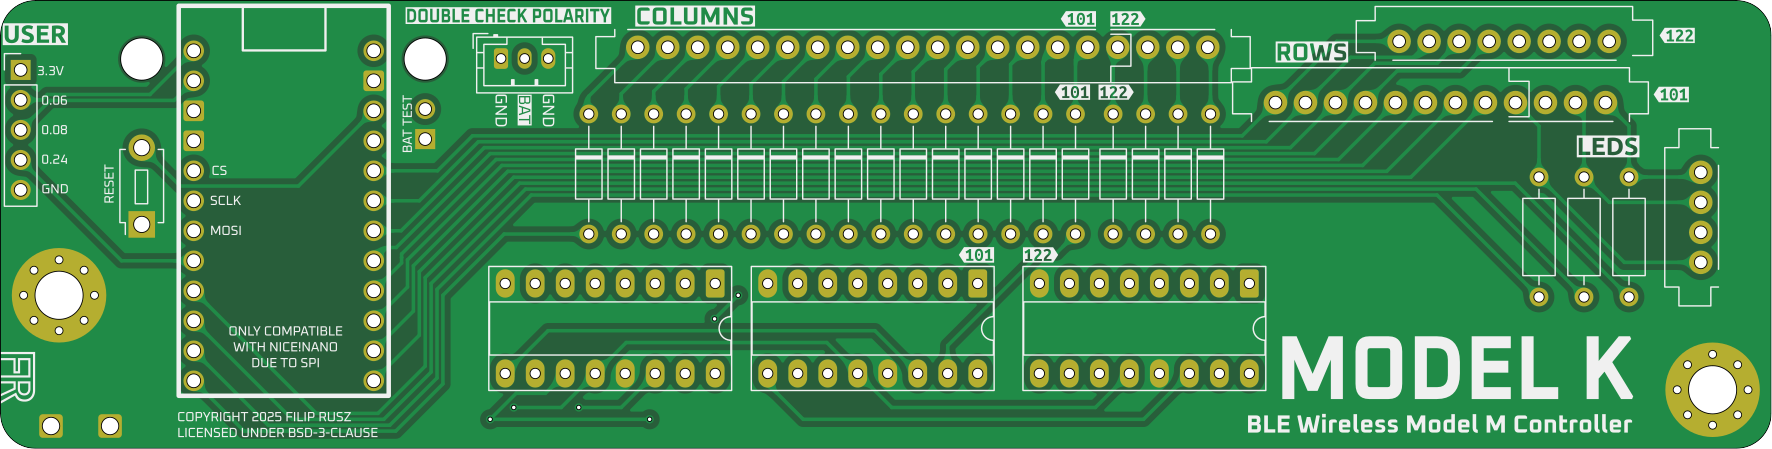 USER
3.3V
0.06
0.08
0.24
GND
RESET
CS
SCLK
MOSI
ONLY COMPATIBLE
WITH NICE!NANO
DUE TO SPI
COPYRIGHT 2025 FILIP RUSZ
LICENSED UNDER BSD-3-CLAUSE
FR
DOUBLE CHECK POLARITY
GND
BAT
GND
BAT TEST
COLUMNS
101 122
101 122
ROWS
122
101
LEDS
101 122
MODEL K
BLE Wireless Model M Controller